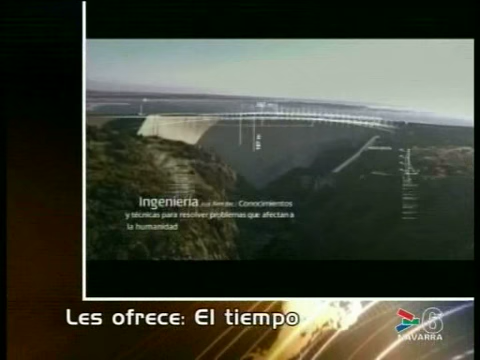 Ingeniería : Conocimientos
y técnicas para resolver problemas que afectan a
la humanidad
Les ofrece: El tiempo
6
NAVARRA